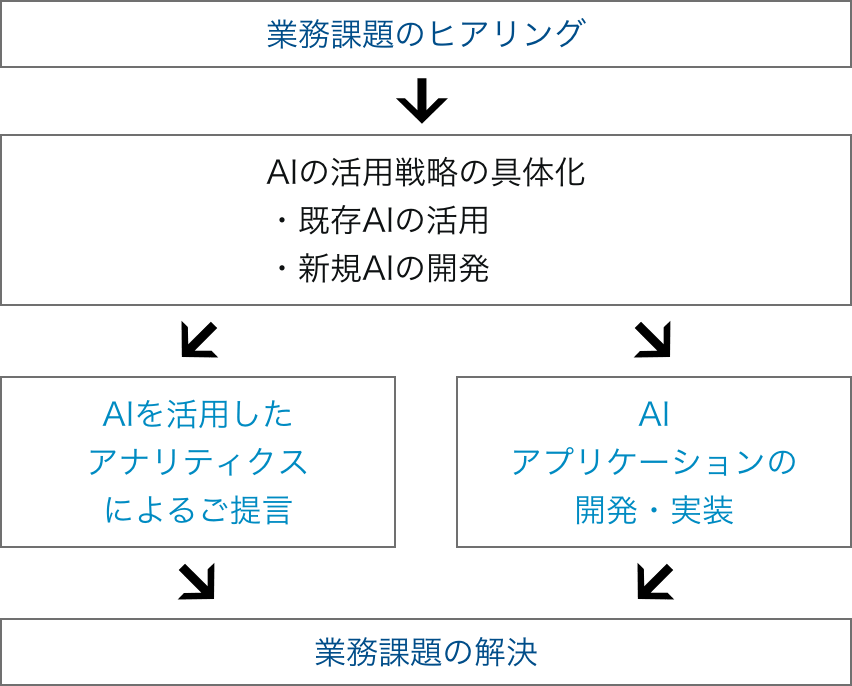 業務課題のヒアリング
AIの活用戦略の具体化
・既存AIの活用
・新規AIの開発
AIを活用した
アナリティクス
によるご提言
AI
アプリケーションの
開発・実装
業務課題の解決